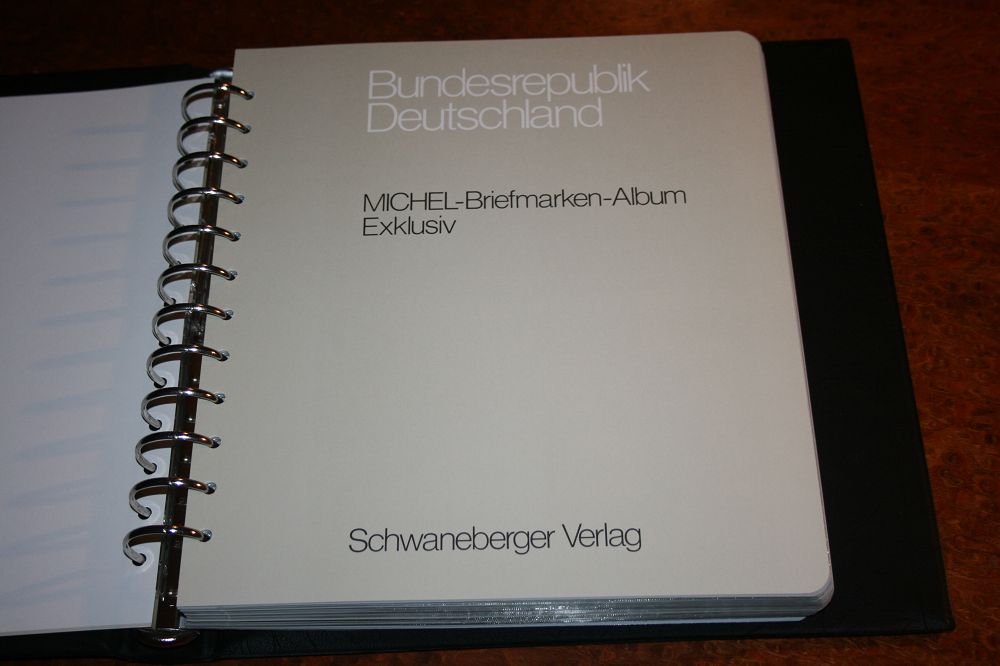 Bundesrepublik
Deutschland
MICHEL-Briefmarken-Album
Exklusiv
Schwaneberger Verlag